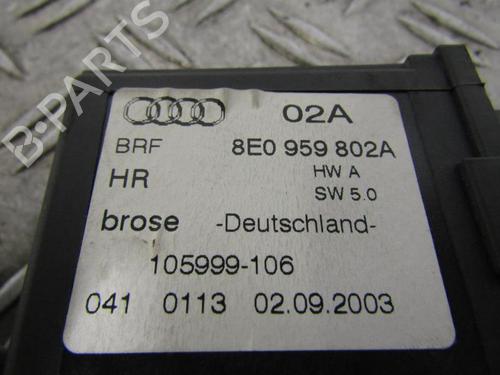 B-PARTS
02A
BRF 8E0 959 802A
HR HW A
SW 5.0
brose -Deutschland-
105999-106
041 0113 02.09.2003